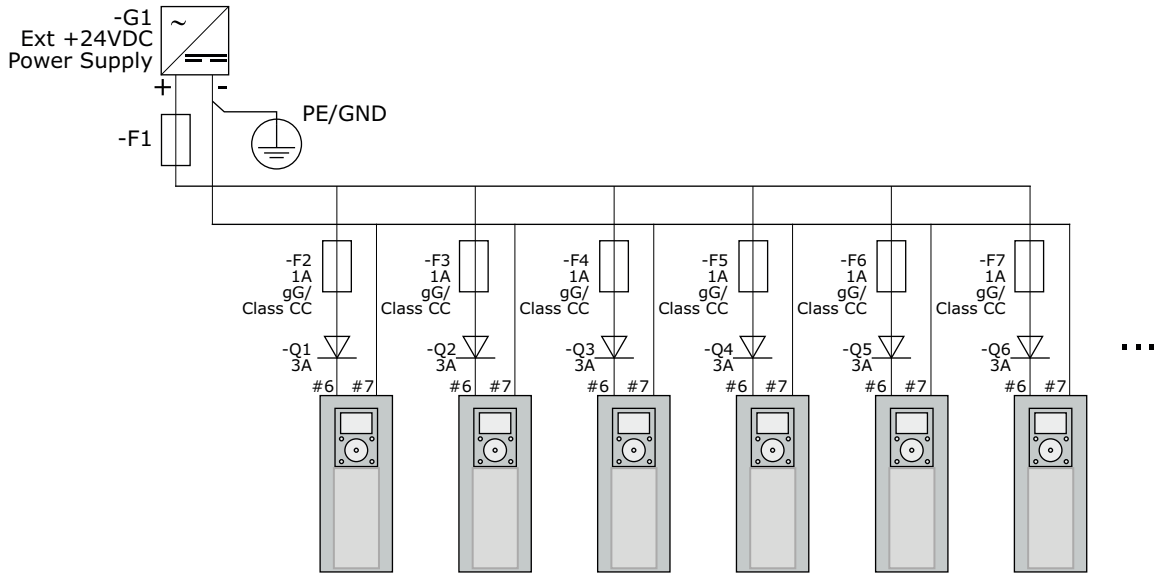 -G1
Ext +24VDC
Power Supply
+ -
PE/GND
-F1
-F2
1A
gG/
Class CC
-F3
1A
gG/
Class CC
-F4
1A
gG/
Class CC
-F5
1A
gG/
Class CC
-F6
1A
gG/
Class CC
-F7
1A
gG/
Class CC
-Q1
3A
-Q2
3A
-Q3
3A
-Q4
3A
-Q5
3A
-Q6
3A
...
#6 #7
#6 #7
#6 #7
#6 #7
#6 #7
#6 #7